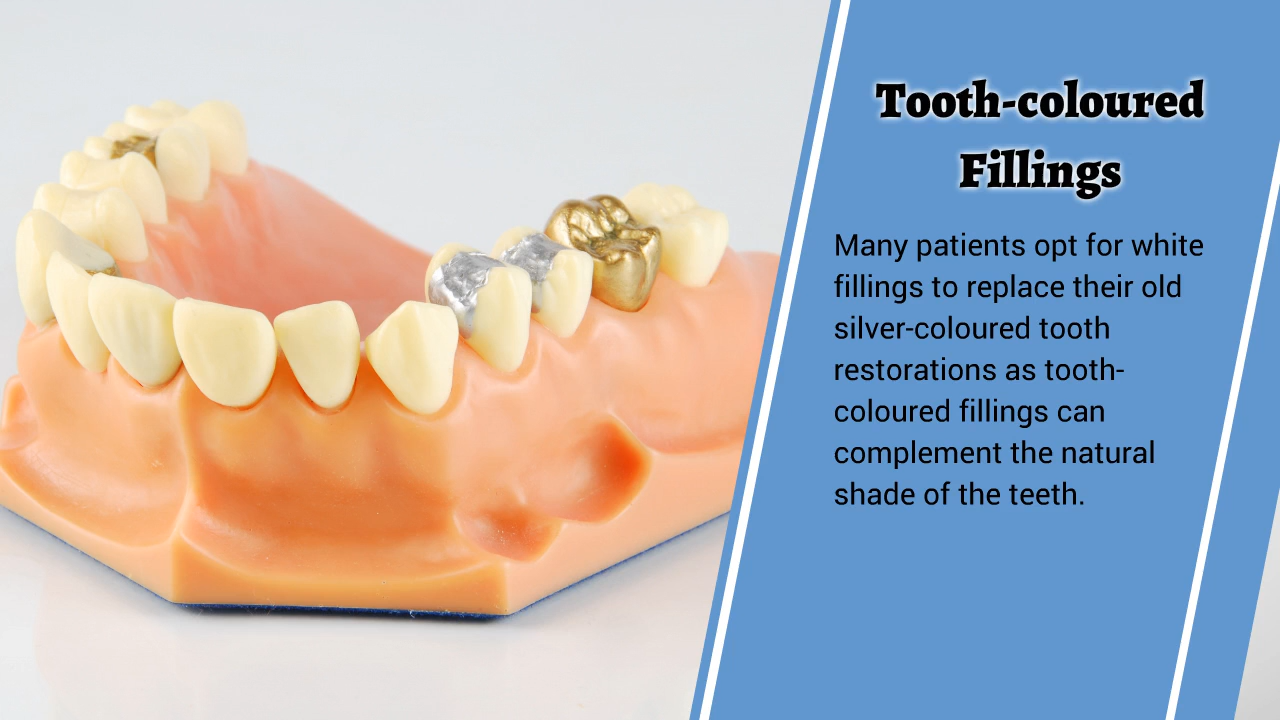 Tooth-coloured
Fillings
Many patients opt for white
fillings to replace their old
silver-coloured tooth
restorations as tooth-
coloured fillings can
complement the natural
shade of the teeth.